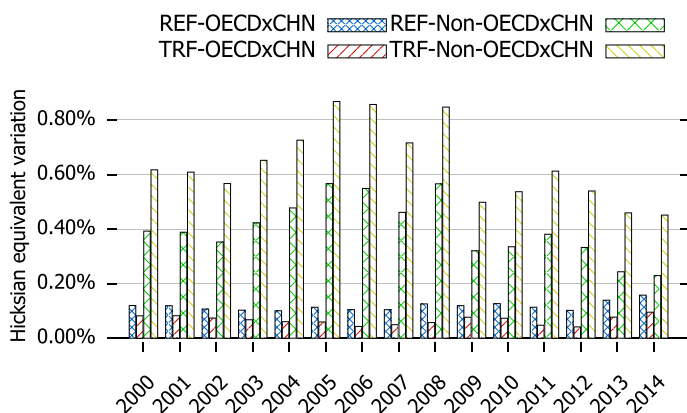 REF-OECDxCHN REF-Non-OECDxCHN
TRF-OECDxCHN TRF-Non-OECDxCHN
Hicksian equivalent variation
0.80%
0.60%
0.40%
0.20%
0.00%
2000 2001 2002 2003 2004 2005 2006 2007 2008 2009 2010 2011 2012 2013 2014